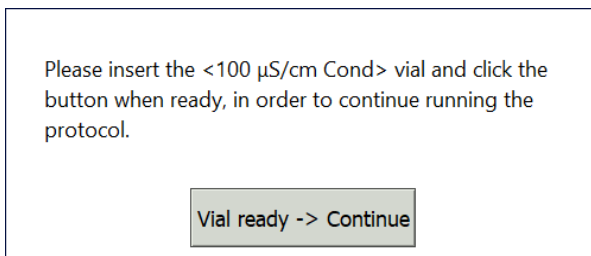 Please insert the <100 µS/cm Cond> vial and click the
button when ready, in order to continue running the
protocol.
Vial ready -> Continue